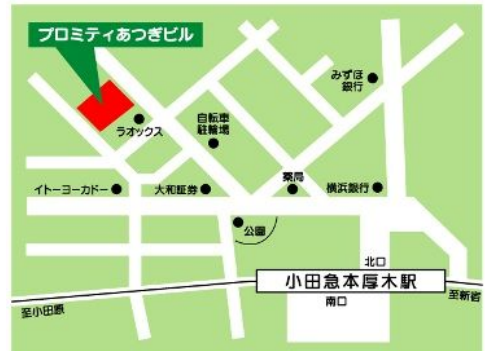 プロミティあつぎビル
みずほ
銀行
自転車
駐輪場
ラオックス
薬局
イトーヨーカドー
大和証券
横浜銀行
公園
北口
小田急本厚木駅
南口
至小田原
至新宿